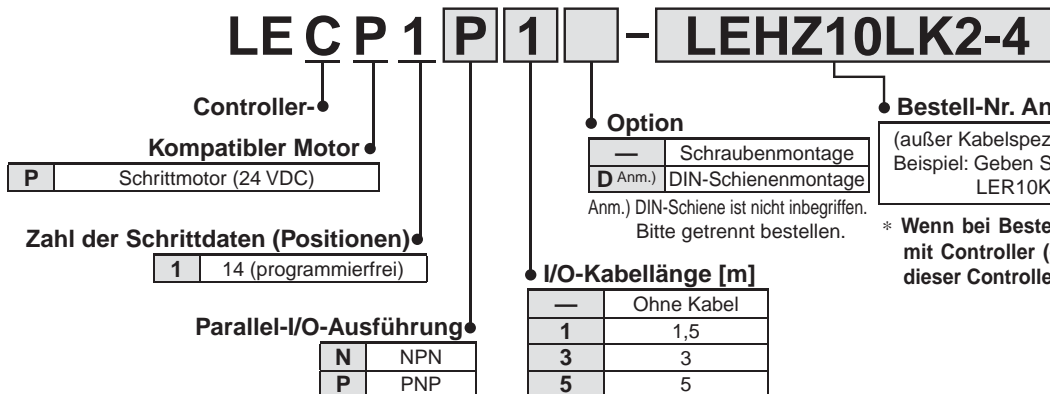 LE C P 1 P 1 – LEHZ10LK2-4
Controller-
Kompatibler Motor
P Schrittmotor (24 VDC)
Zahl der Schrittdaten (Positionen)
1 14 (programmierfrei)
Parallel-I/O-Ausführung
N NPN
P PNP
Option
— Schraubenmontage
D Anm.) DIN-Schienenmontage
Anm.) DIN-Schiene ist nicht inbegriffen.
Bitte getrennt bestellen.
I/O-Kabellänge [m]
— Ohne Kabel
1 1,5
3 3
5 5
Bestell-Nr. An
(außer Kabelspez
Beispiel: Geben S
LER10K
* Wenn bei Beste
mit Controller (
dieser Controlle